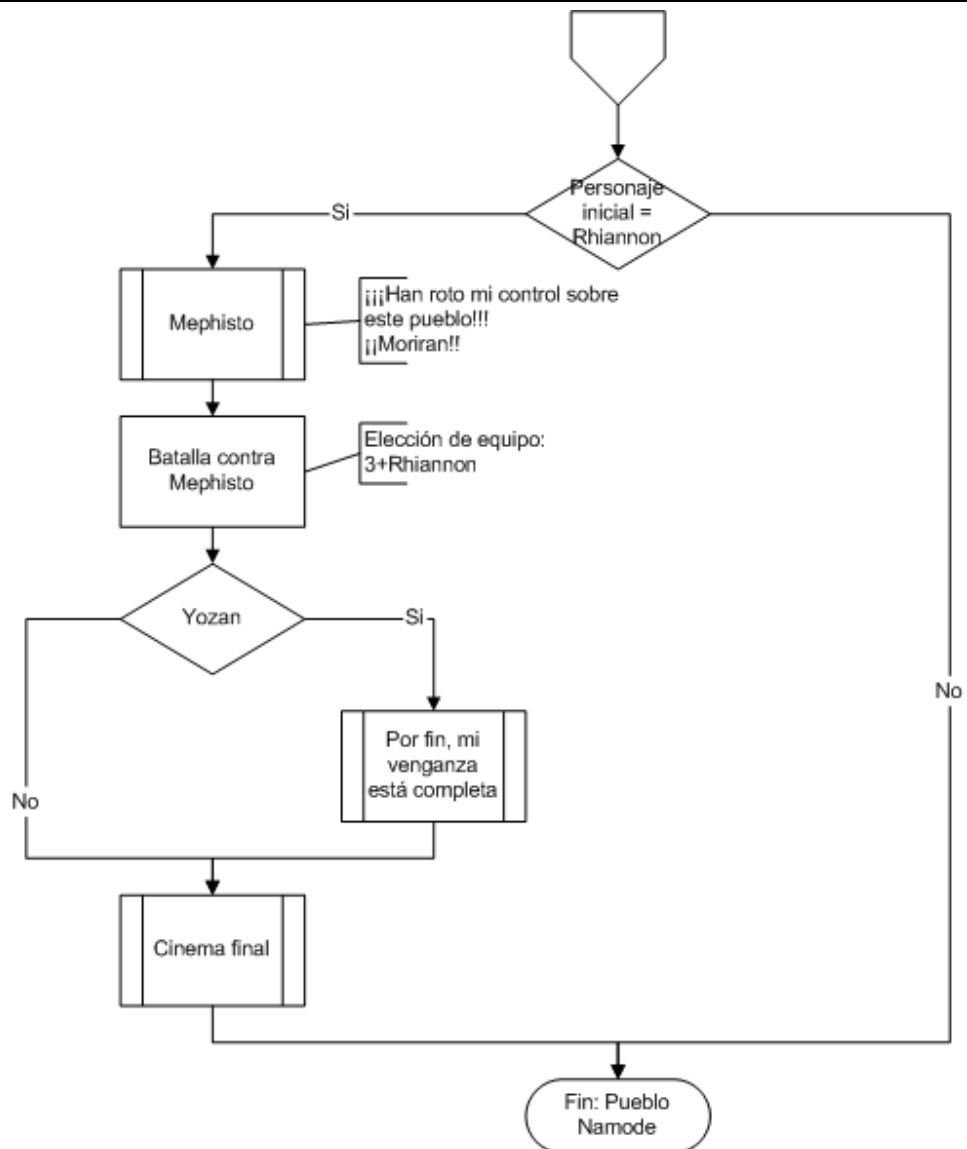 Personaje
inicial =
Rhiannon
Si
Mephisto
¡¡¡Han roto mi control sobre
este pueblo!!!
¡¡Moriran!!
Batalla contra
Mephisto
Elección de equipo:
3+Rhiannon
Yozan
Si
No
Por fin, mi
venganza
está completa
No
Cinema final
Fin: Pueblo
Namode